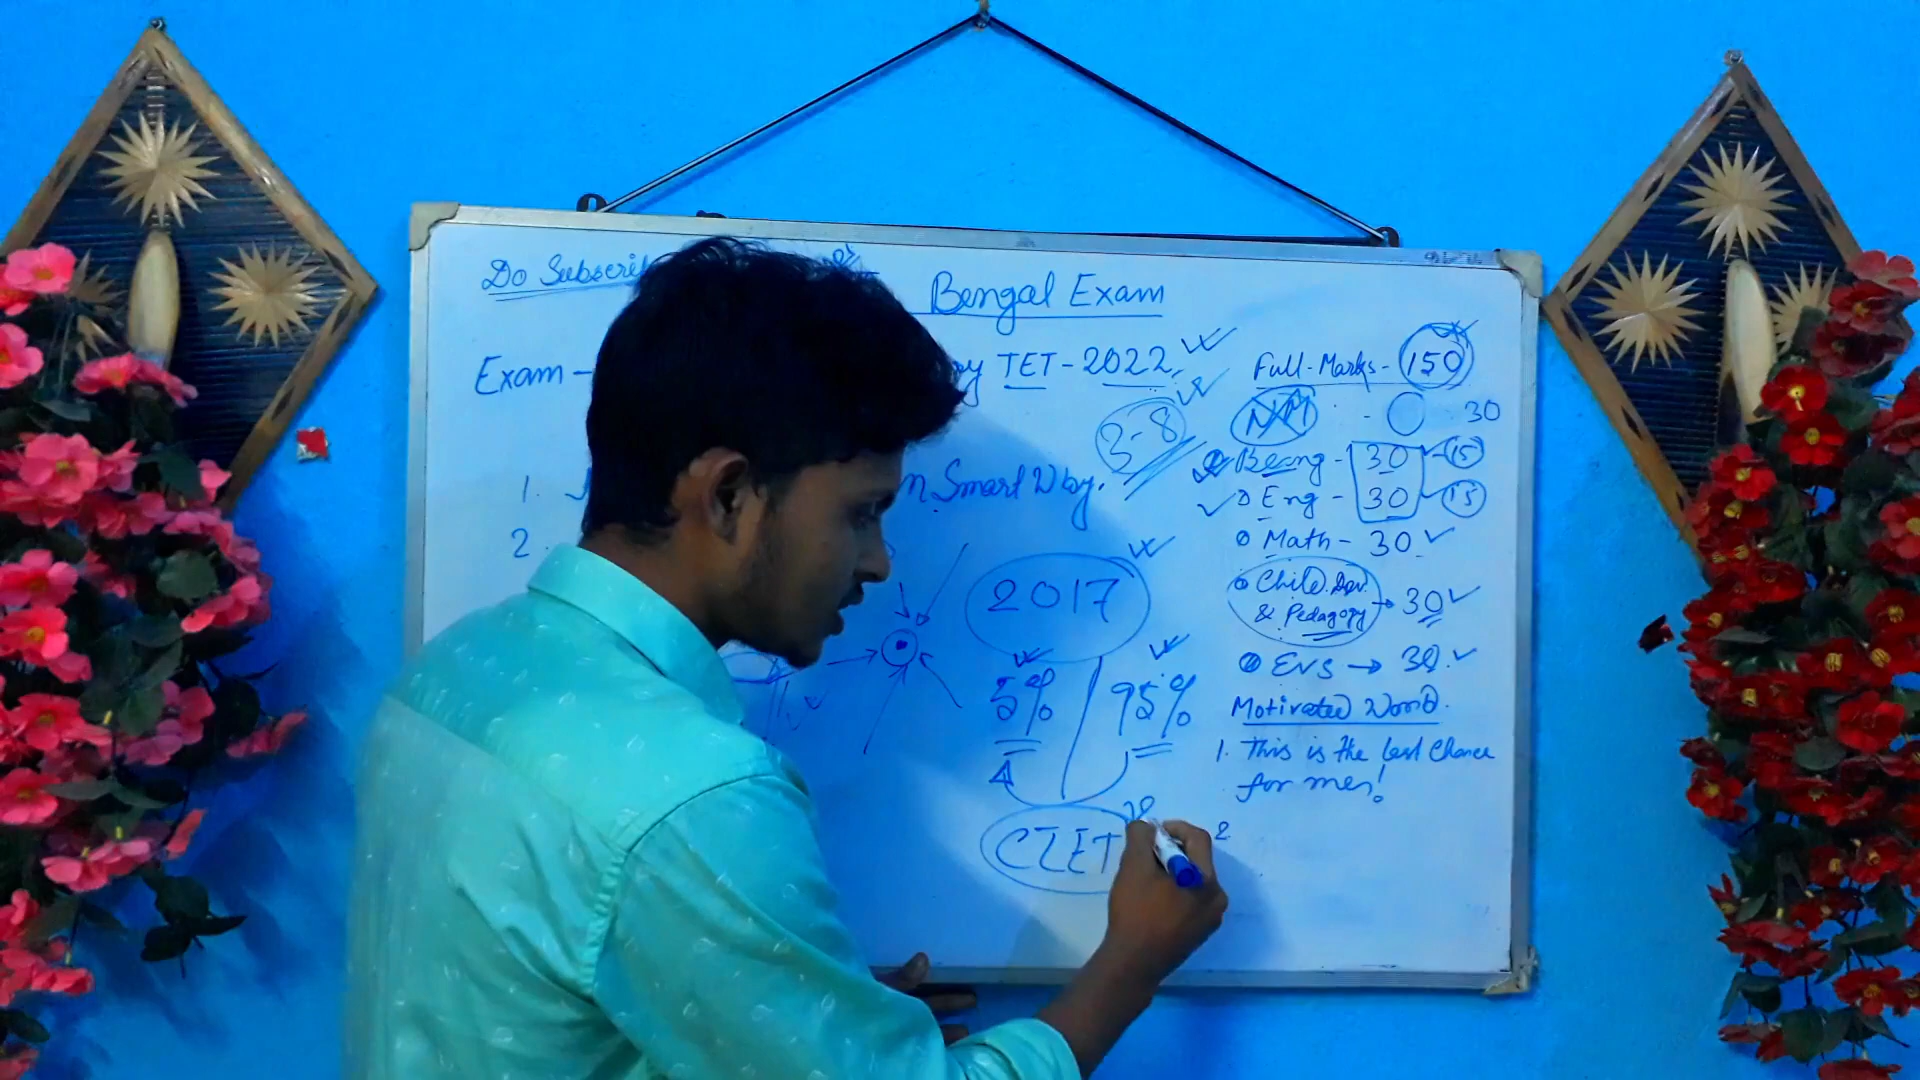 Do Subscrib
Bengal Exam
Exam - ry TET - 2022.
Full-Marks - 150
30
3-8
Beng - 30 - 15
1. n Smart Way.
Eng - 30 - 15
2.
Math - 30
2017
Child Dev.
& Pedagogy → 30
EVS → 30
5% 95%
Motivated Word.
1. This is the last Chance
for me!
CTET
2